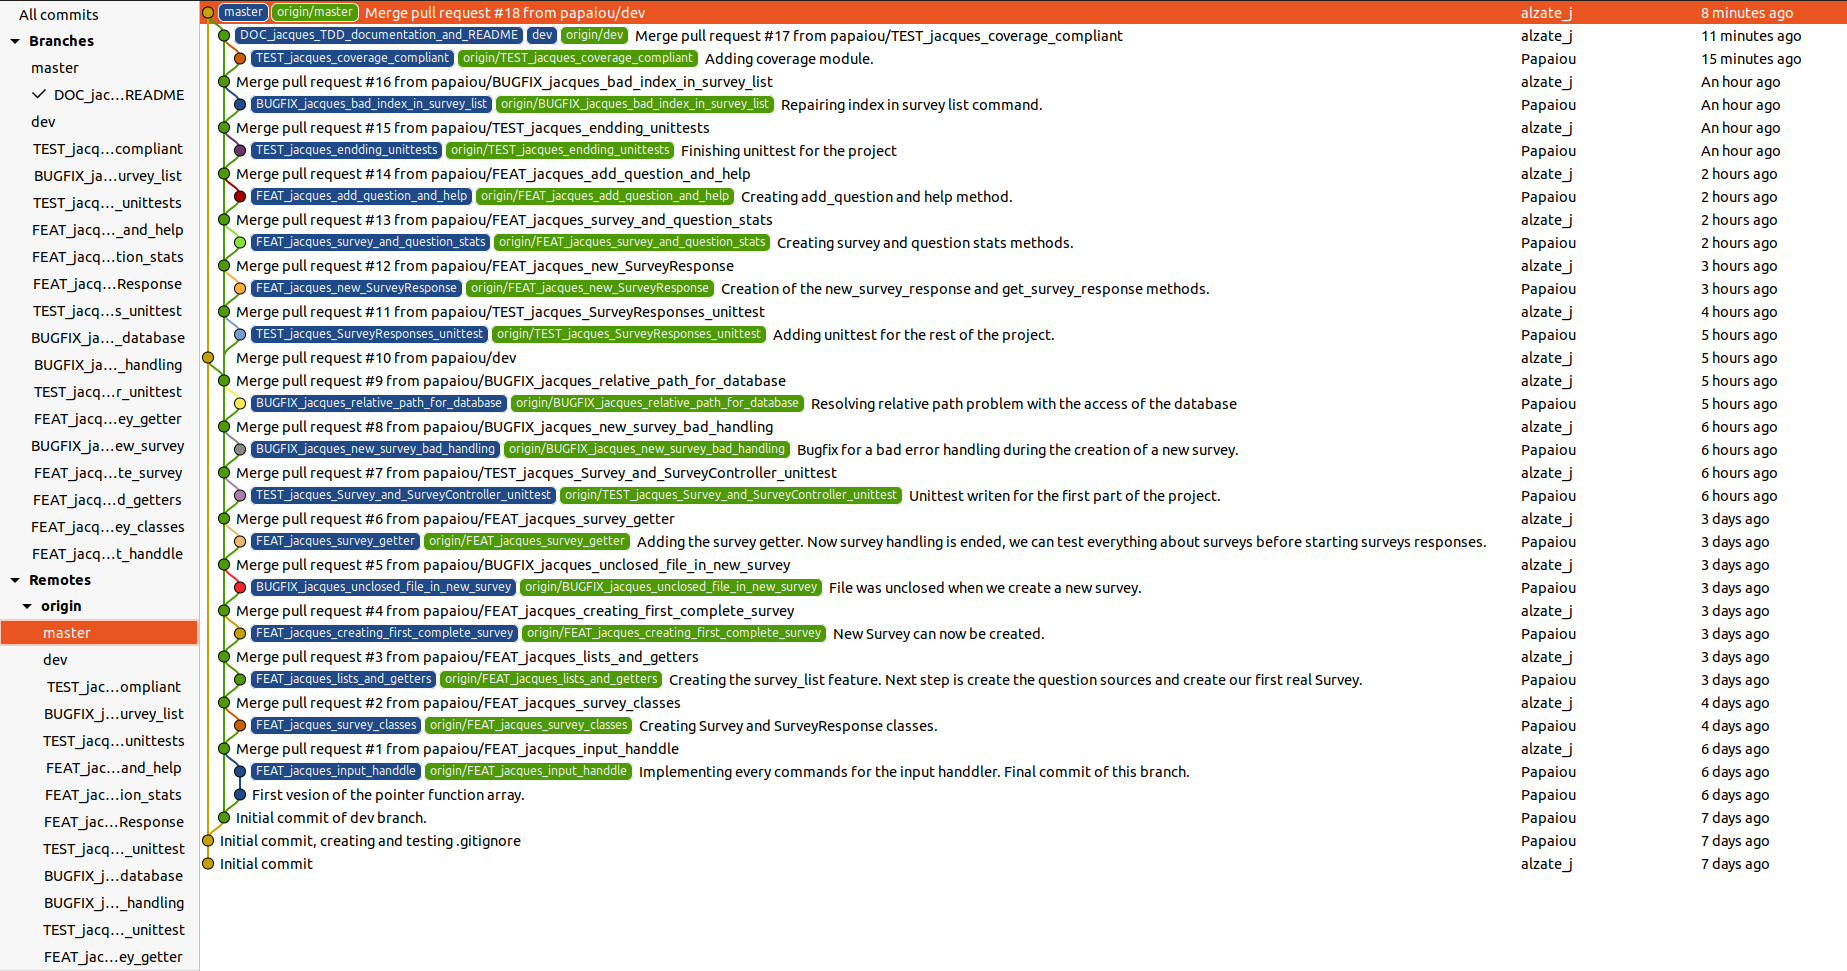 All commits
Branches
master
DOC_jac...README
dev
TEST_jacq...compliant
BUGFIX_ja...urvey_list
TEST_jacq..._unittests
FEAT_jacq..._and_help
FEAT_jacq...tion_stats
FEAT_jacq...Response
TEST_jacq...s_unittest
BUGFIX_ja..._database
BUGFIX_ja..._handling
TEST_jacq...r_unittest
FEAT_jacq...ey_getter
BUGFIX_ja...ew_survey
FEAT_jacq...te_survey
FEAT_jacq...d_getters
FEAT_jacq...ey_classes
FEAT_jacq...t_handdle
Remotes
origin
master
dev
TEST_jac...ompliant
BUGFIX_j...urvey_list
TEST_jacq...unittests
FEAT_jac...and_help
FEAT_jac...ion_stats
FEAT_jac...Response
TEST_jacq..._unittest
BUGFIX_j...database
BUGFIX_j..._handling
TEST_jacq..._unittest
FEAT_jac...ey_getter
master origin/master Merge pull request #18 from papaiou/dev alzate_j 8 minutes ago
DOC_jacques_TDD_documentation_and_README dev origin/dev Merge pull request #17 from papaiou/TEST_jacques_coverage_compliant alzate_j 11 minutes ago
TEST_jacques_coverage_compliant origin/TEST_jacques_coverage_compliant Adding coverage module. Papaiou 15 minutes ago
Merge pull request #16 from papaiou/BUGFIX_jacques_bad_index_in_survey_list alzate_j An hour ago
BUGFIX_jacques_bad_index_in_survey_list origin/BUGFIX_jacques_bad_index_in_survey_list Repairing index in survey list command. Papaiou An hour ago
Merge pull request #15 from papaiou/TEST_jacques_endding_unittests alzate_j An hour ago
TEST_jacques_endding_unittests origin/TEST_jacques_endding_unittests Finishing unittest for the project Papaiou An hour ago
Merge pull request #14 from papaiou/FEAT_jacques_add_question_and_help alzate_j 2 hours ago
FEAT_jacques_add_question_and_help origin/FEAT_jacques_add_question_and_help Creating add_question and help method. Papaiou 2 hours ago
Merge pull request #13 from papaiou/FEAT_jacques_survey_and_question_stats alzate_j 2 hours ago
FEAT_jacques_survey_and_question_stats origin/FEAT_jacques_survey_and_question_stats Creating survey and question stats methods. Papaiou 2 hours ago
Merge pull request #12 from papaiou/FEAT_jacques_new_SurveyResponse alzate_j 3 hours ago
FEAT_jacques_new_SurveyResponse origin/FEAT_jacques_new_SurveyResponse Creation of the new_survey_response and get_survey_response methods. Papaiou 3 hours ago
Merge pull request #11 from papaiou/TEST_jacques_SurveyResponses_unittest alzate_j 4 hours ago
TEST_jacques_SurveyResponses_unittest origin/TEST_jacques_SurveyResponses_unittest Adding unittest for the rest of the project. Papaiou 5 hours ago
Merge pull request #10 from papaiou/dev alzate_j 5 hours ago
Merge pull request #9 from papaiou/BUGFIX_jacques_relative_path_for_database alzate_j 5 hours ago
BUGFIX_jacques_relative_path_for_database origin/BUGFIX_jacques_relative_path_for_database Resolving relative path problem with the access of the database Papaiou 5 hours ago
Merge pull request #8 from papaiou/BUGFIX_jacques_new_survey_bad_handling alzate_j 6 hours ago
BUGFIX_jacques_new_survey_bad_handling origin/BUGFIX_jacques_new_survey_bad_handling Bugfix for a bad error handling during the creation of a new survey. Papaiou 6 hours ago
Merge pull request #7 from papaiou/TEST_jacques_Survey_and_SurveyController_unittest alzate_j 6 hours ago
TEST_jacques_Survey_and_SurveyController_unittest origin/TEST_jacques_Survey_and_SurveyController_unittest Unittest writen for the first part of the project. Papaiou 6 hours ago
Merge pull request #6 from papaiou/FEAT_jacques_survey_getter alzate_j 3 days ago
FEAT_jacques_survey_getter origin/FEAT_jacques_survey_getter Adding the survey getter. Now survey handling is ended, we can test everything about surveys before starting surveys responses. Papaiou 3 days ago
Merge pull request #5 from papaiou/BUGFIX_jacques_unclosed_file_in_new_survey alzate_j 3 days ago
BUGFIX_jacques_unclosed_file_in_new_survey origin/BUGFIX_jacques_unclosed_file_in_new_survey File was unclosed when we create a new survey. Papaiou 3 days ago
Merge pull request #4 from papaiou/FEAT_jacques_creating_first_complete_survey alzate_j 3 days ago
FEAT_jacques_creating_first_complete_survey origin/FEAT_jacques_creating_first_complete_survey New Survey can now be created. Papaiou 3 days ago
Merge pull request #3 from papaiou/FEAT_jacques_lists_and_getters alzate_j 3 days ago
FEAT_jacques_lists_and_getters origin/FEAT_jacques_lists_and_getters Creating the survey_list feature. Next step is create the question sources and create our first real Survey. Papaiou 3 days ago
Merge pull request #2 from papaiou/FEAT_jacques_survey_classes alzate_j 4 days ago
FEAT_jacques_survey_classes origin/FEAT_jacques_survey_classes Creating Survey and SurveyResponse classes. Papaiou 4 days ago
Merge pull request #1 from papaiou/FEAT_jacques_input_handdle alzate_j 6 days ago
FEAT_jacques_input_handdle origin/FEAT_jacques_input_handdle Implementing every commands for the input handdler. Final commit of this branch. Papaiou 6 days ago
First vesion of the pointer function array. Papaiou 6 days ago
Initial commit of dev branch. Papaiou 7 days ago
Initial commit, creating and testing .gitignore Papaiou 7 days ago
Initial commit alzate_j 7 days ago